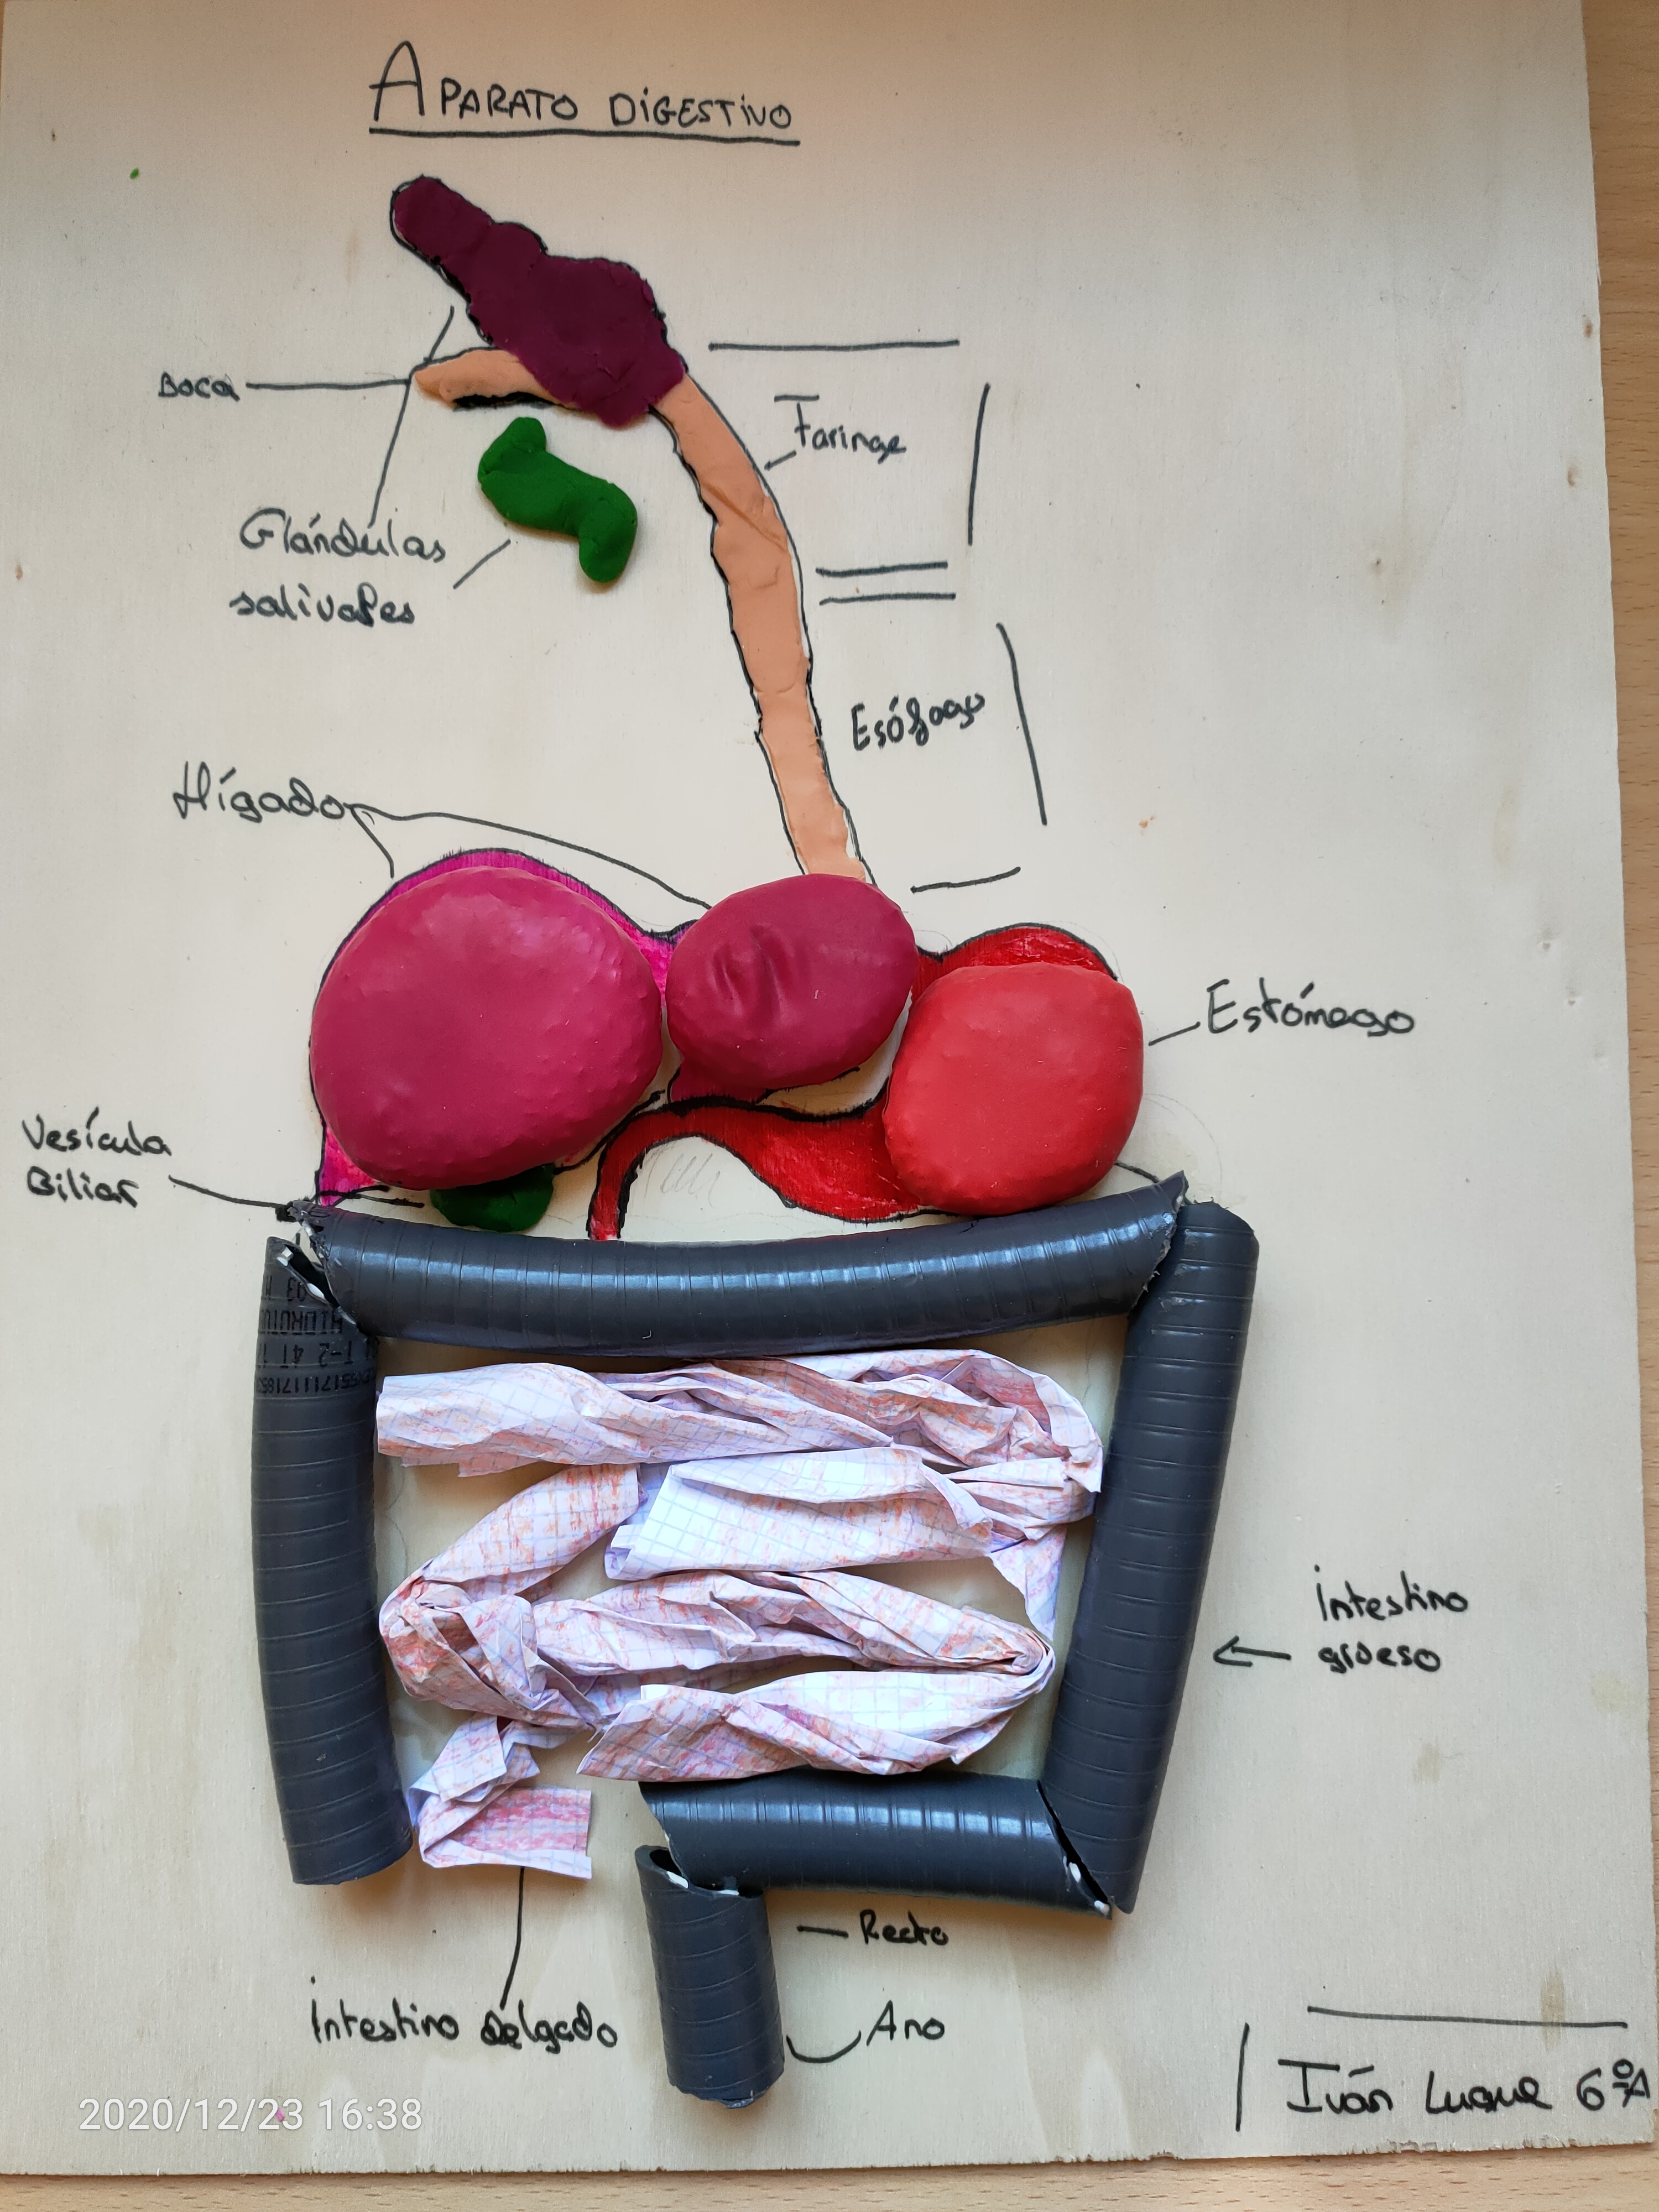 APARATO DIGESTIVO
Boca
Faringe
Glándulas
salivales
Esófago
Hígado
Estómago
Vesícula
Biliar
Intestino
grueso
Recto
Intestino delgado
Ano
Iván Luque 6ºA
2020/12/23 16:38